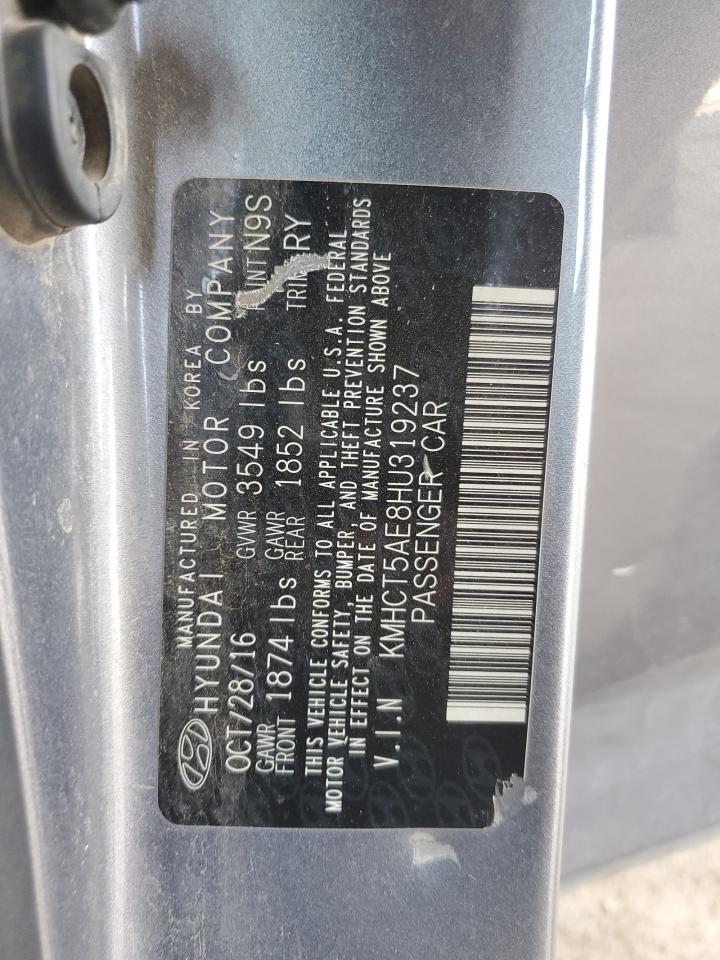 MANUFACTURED IN KOREA BY
HYUNDAI MOTOR COMPANY
OCT/28/16 GVWR 3549 lbs PAINT N9S
GAWR FRONT 1874 lbs GAWR REAR 1852 lbs TRIM RY
THIS VEHICLE CONFORMS TO ALL APPLICABLE U.S.A. FEDERAL
MOTOR VEHICLE SAFETY, BUMPER, AND THEFT PREVENTION STANDARDS
IN EFFECT ON THE DATE OF MANUFACTURE SHOWN ABOVE
V.I.N KMHCT5AE8HU319237
PASSENGER CAR